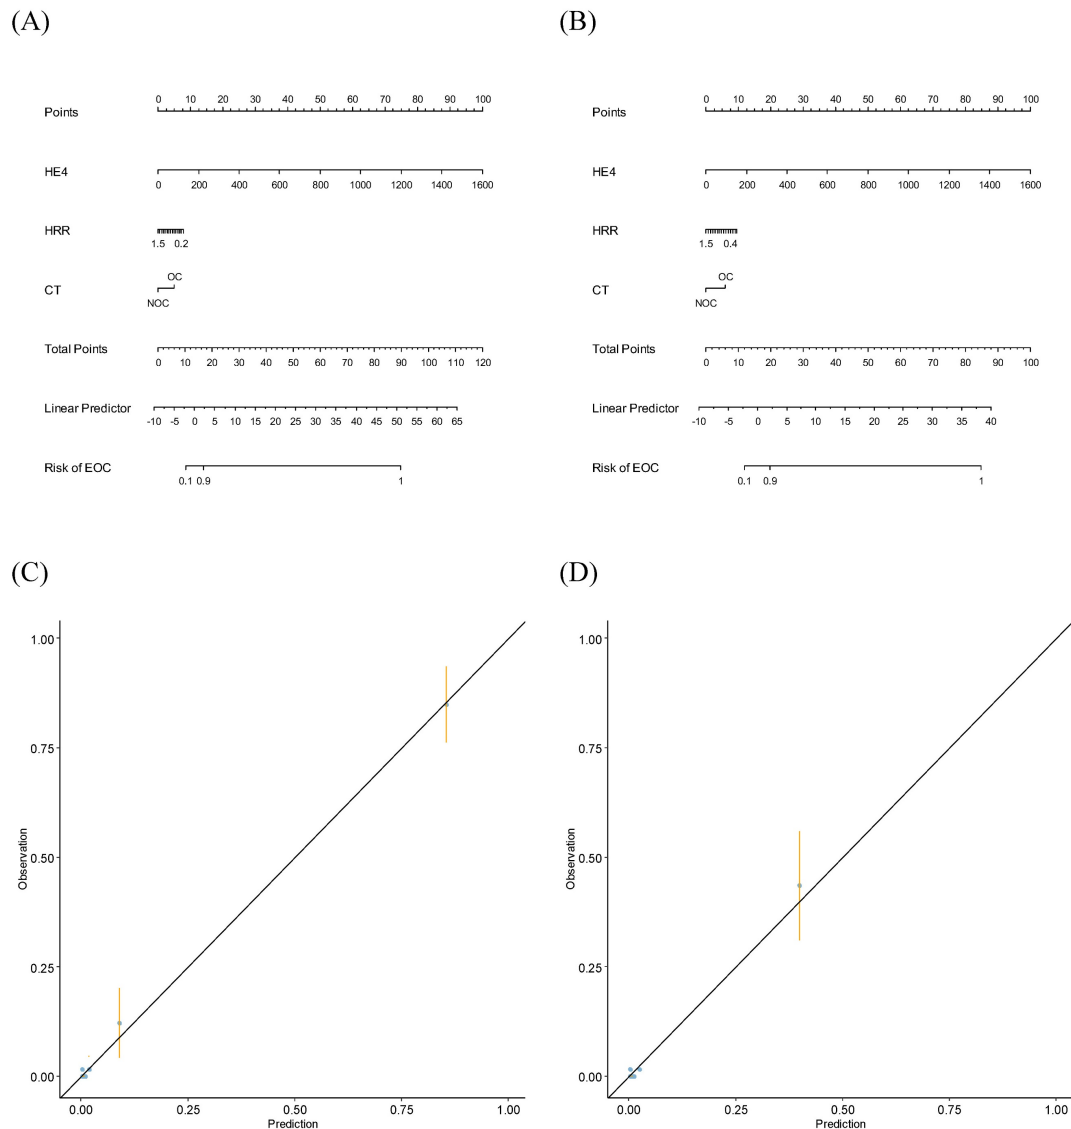 (A)
Points
0 10 20 30 40 50 60 70 80 90 100
HE4
0 200 400 600 800 1000 1200 1400 1600
HRR
1.5 0.2
CT
OC
NOC
Total Points
0 10 20 30 40 50 60 70 80 90 100 110 120
Linear Predictor
-10 -5 0 5 10 15 20 25 30 35 40 45 50 55 60 65
Risk of EOC
0.1 0.9 1
(B)
Points
0 10 20 30 40 50 60 70 80 90 100
HE4
0 200 400 600 800 1000 1200 1400 1600
HRR
1.5 0.4
CT
OC
NOC
Total Points
0 10 20 30 40 50 60 70 80 90 100
Linear Predictor
-10 -5 0 5 10 15 20 25 30 35 40
Risk of EOC
0.1 0.9 1
(C)
Observation
1.00
0.75
0.50
0.25
0.00
0.00 0.25 0.50 0.75 1.00
Prediction
(D)
Observation
1.00
0.75
0.50
0.25
0.00
0.00 0.25 0.50 0.75 1.00
Prediction